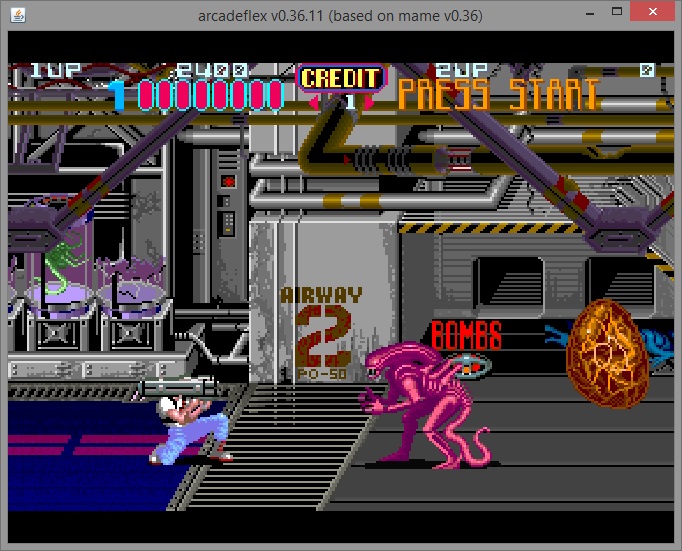 arcadeflex v0.36.11 (based on mame v0.36)
1UP 2400 CREDIT 2UP 0
1 1 PRESS START
AIRWAY
2
PO-50
BOMBS